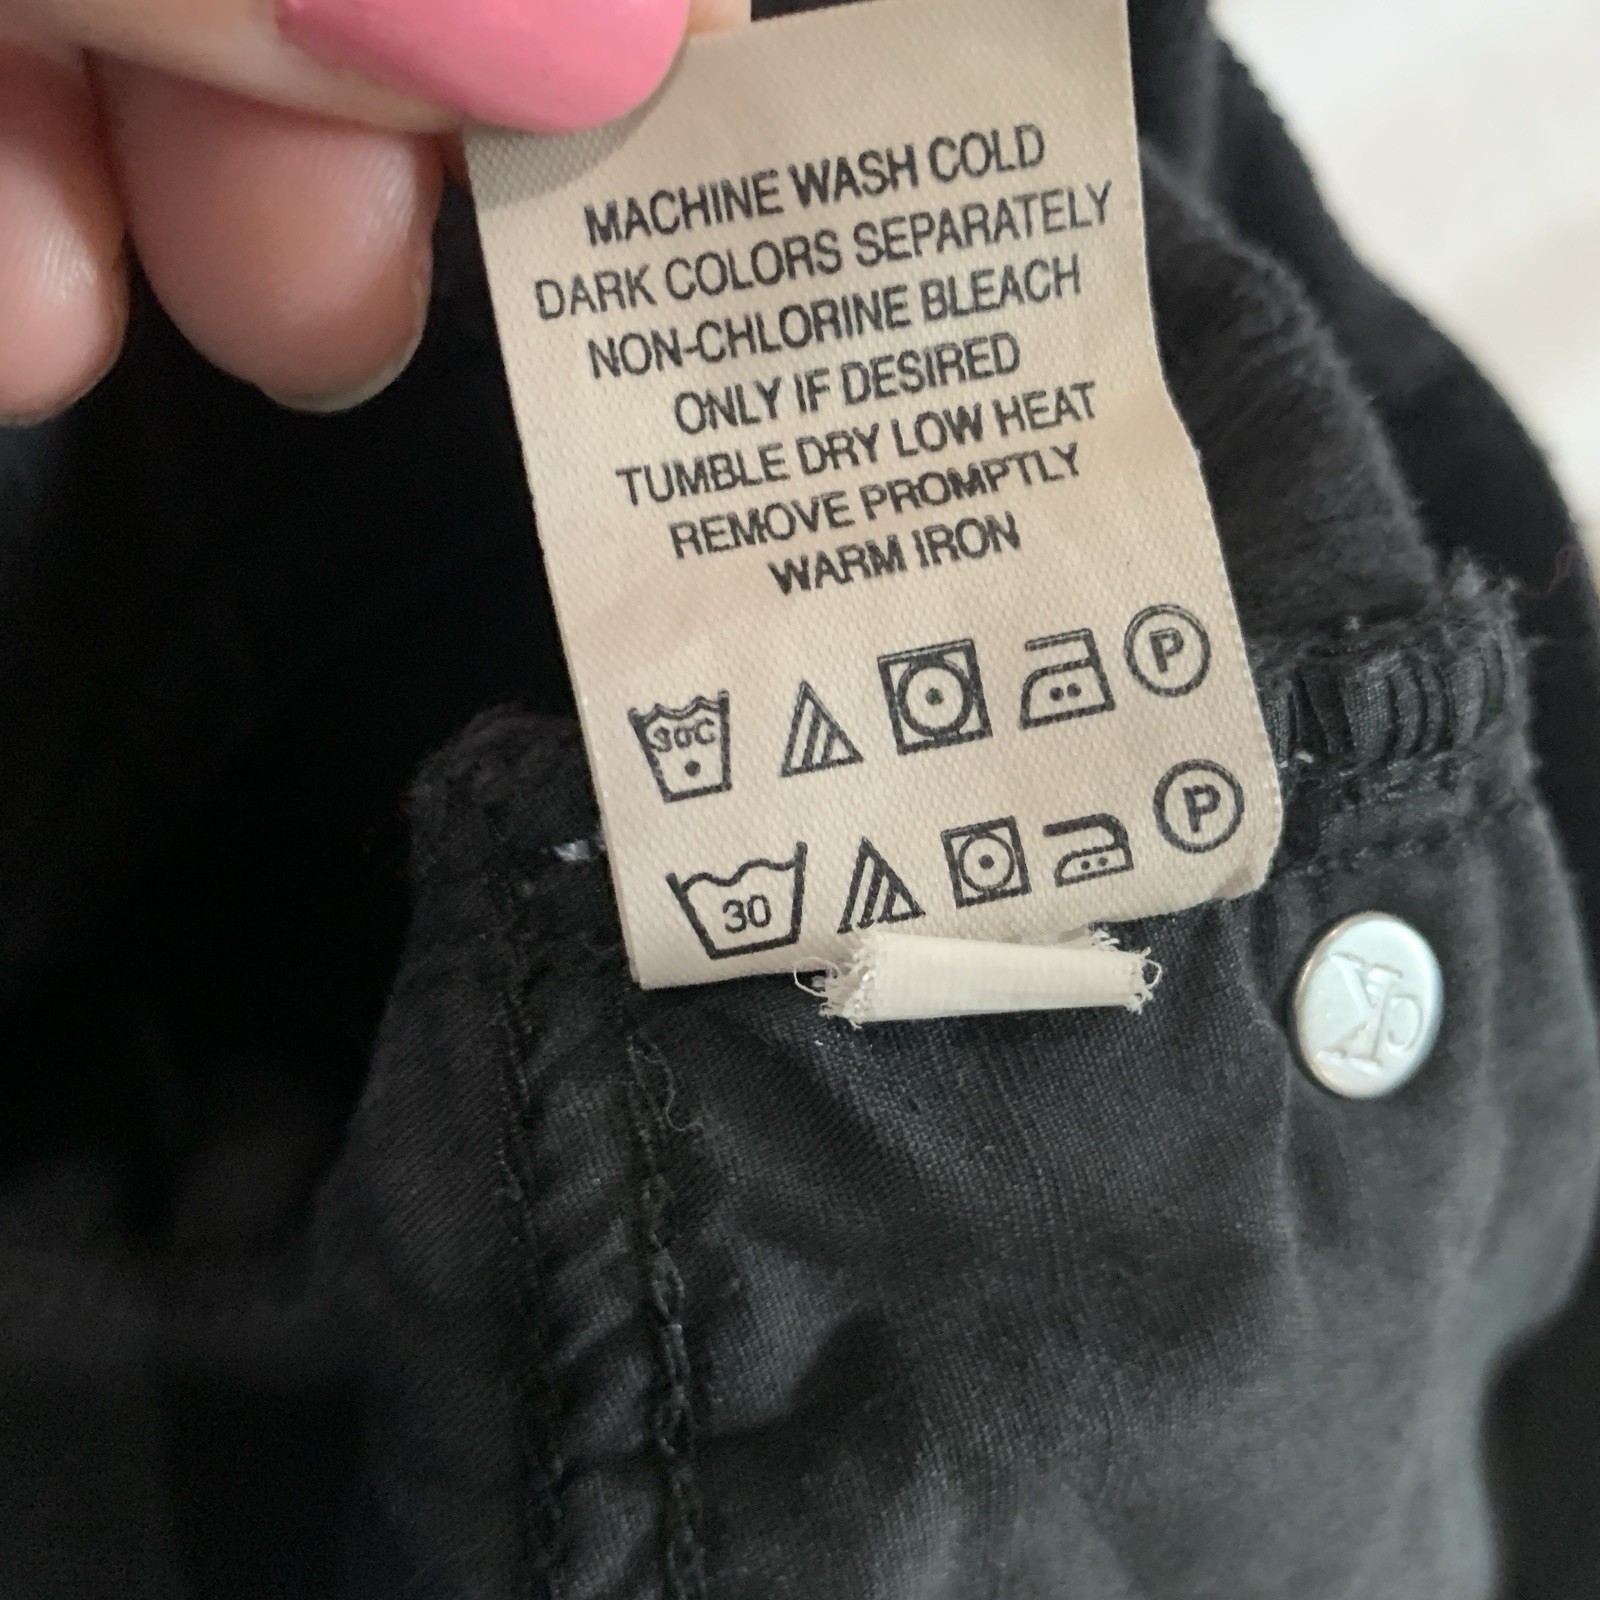 MACHINE WASH COLD
DARK COLORS SEPARATELY
NON-CHLORINE BLEACH
ONLY IF DESIRED
TUMBLE DRY LOW HEAT
REMOVE PROMPTLY
WARM IRON
30C P
30 P